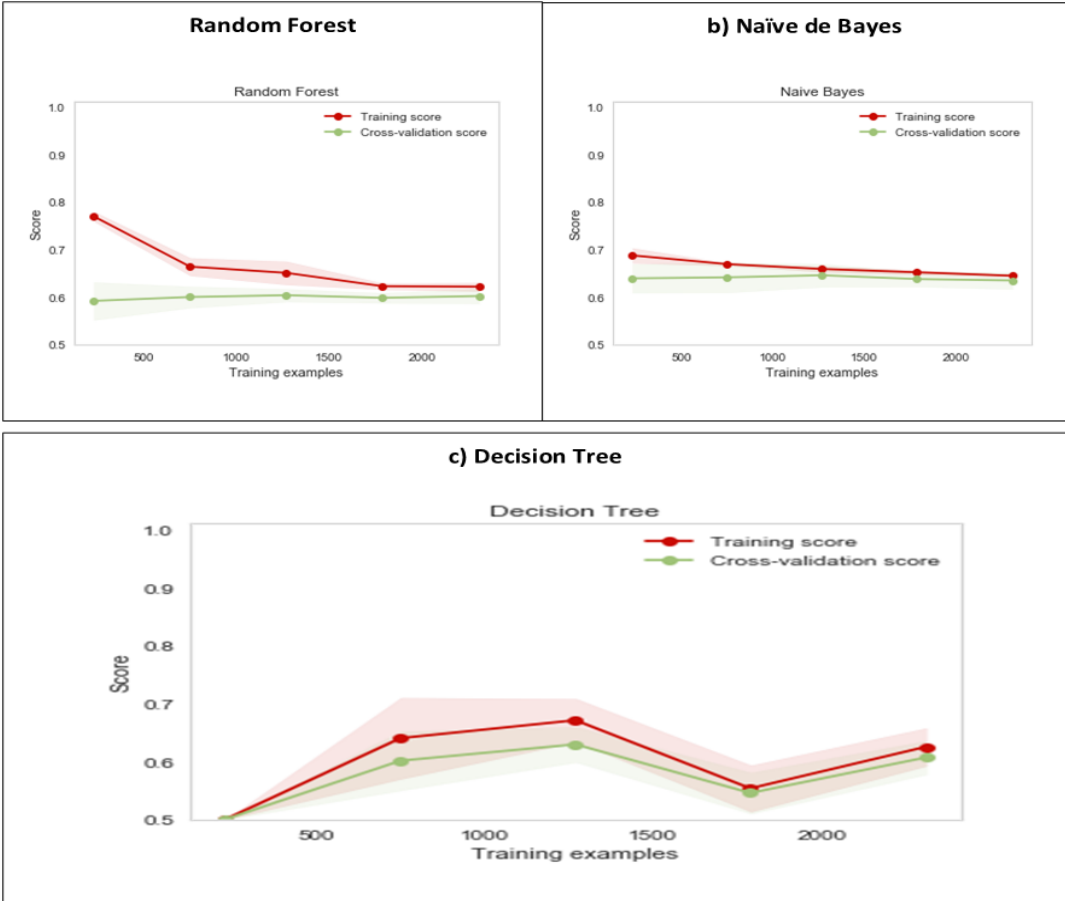 Random Forest
Random Forest
1.0
0.9
0.8
0.7
0.6
0.5
Score
Training score
Cross-validation score
500 1000 1500 2000
Training examples
b) Naïve de Bayes
Naive Bayes
1.0
0.9
0.8
0.7
0.6
0.5
Score
Training score
Cross-validation score
500 1000 1500 2000
Training examples
c) Decision Tree
Decision Tree
1.0
0.9
0.8
0.7
0.6
0.5
Score
Training score
Cross-validation score
500 1000 1500 2000
Training examples